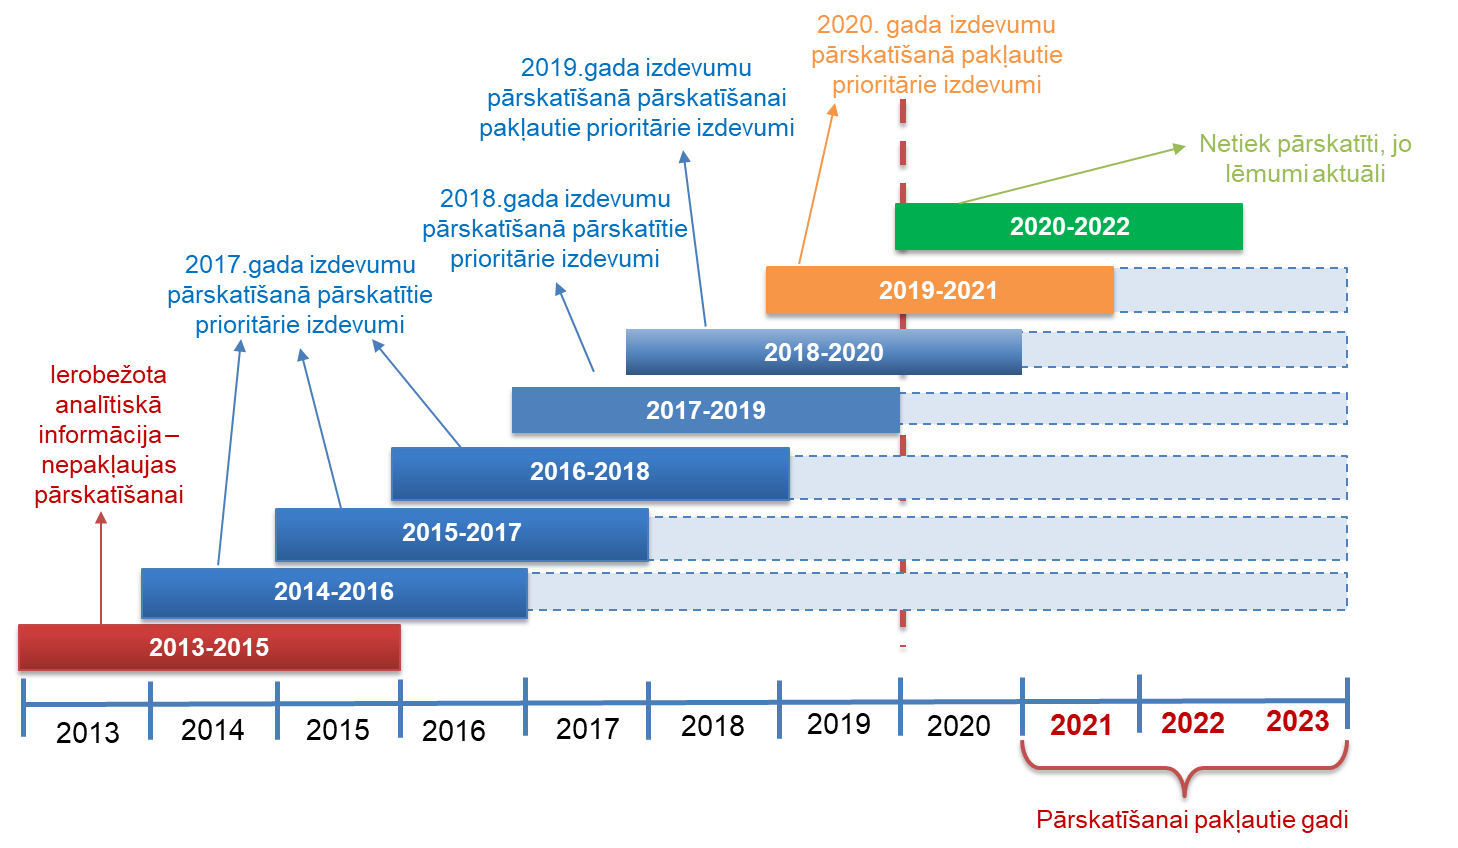 2020. gada izdevumu
pārskatīšanā pakļautie
prioritārie izdevumi
2019.gada izdevumu
pārskatīšanā pārskatīšanai
pakļautie prioritārie izdevumi
Netiek pārskatīti, jo
lēmumi aktuāli
2018.gada izdevumu
pārskatīšanā pārskatītie
prioritārie izdevumi
2020-2022
2017.gada izdevumu
pārskatīšanā pārskatītie
prioritārie izdevumi
2019-2021
2018-2020
Ierobežota
analītiskā
informācija –
nepakļaujas
pārskatīšanai
2017-2019
2016-2018
2015-2017
2014-2016
2013-2015
2013 2014 2015 2016 2017 2018 2019 2020 2021 2022 2023
Pārskatīšanai pakļautie gadi